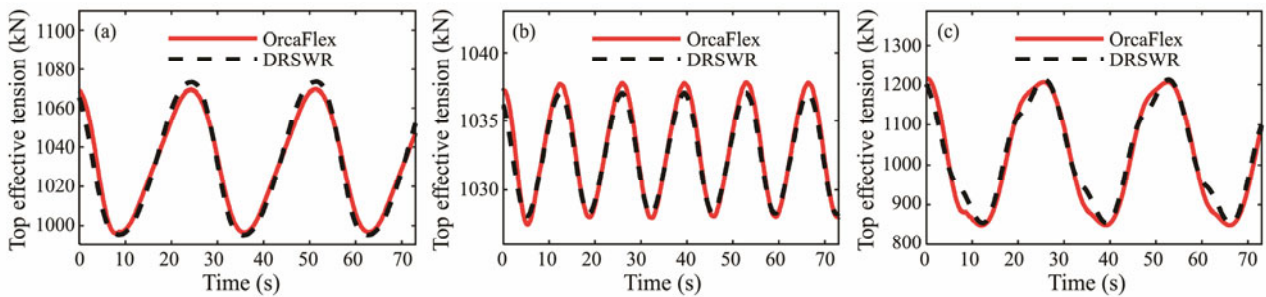 Top effective tension (kN)
1100
1080
1060
1040
1020
1000
(a)
OrcaFlex
DRSWR
0 10 20 30 40 50 60 70
Time (s)
Top effective tension (kN)
1040
1035
1030
(b)
OrcaFlex
DRSWR
0 10 20 30 40 50 60 70
Time (s)
Top effective tension (kN)
1300
1200
1100
1000
900
800
(c)
OrcaFlex
DRSWR
0 10 20 30 40 50 60 70
Time (s)